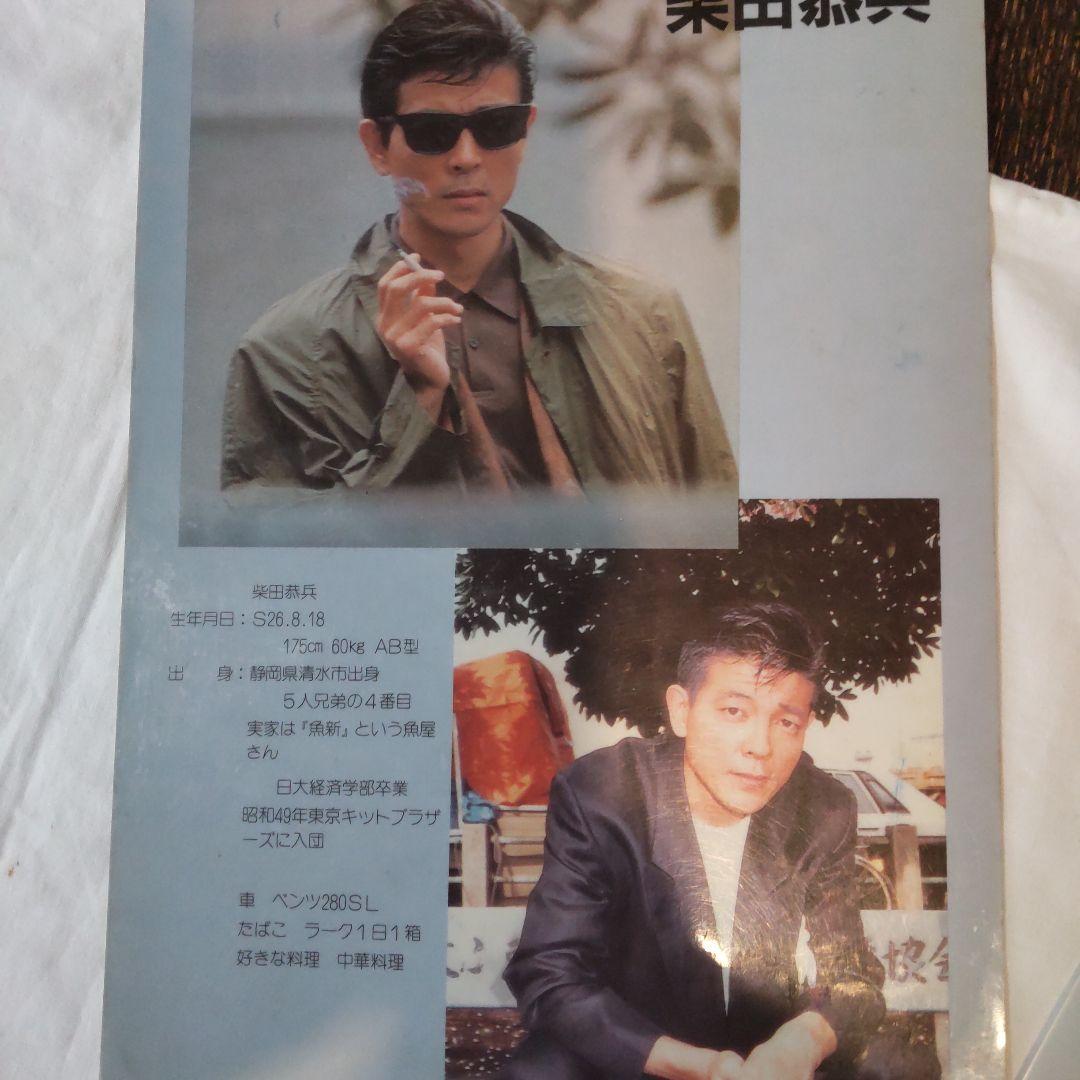 柴田恭兵
柴田恭兵
生年月日：S26.8.18
175cm 60kg AB型
出　身：静岡県清水市出身
５人兄弟の４番目
実家は『魚新』という魚屋
さん
日大経済学部卒業
昭和49年東京キットブラザ
ーズに入団
車　ベンツ280SL
たばこ　ラーク１日１箱
好きな料理　中華料理
協会